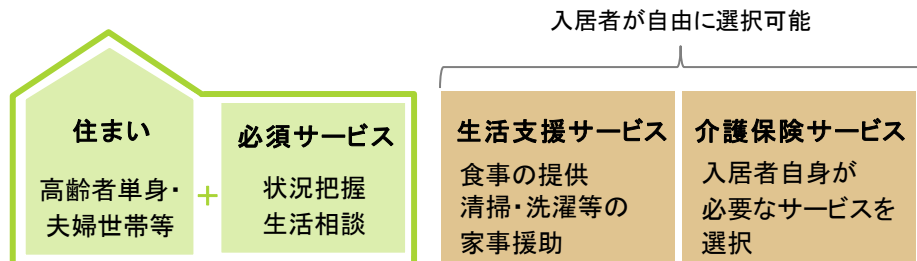 入居者が自由に選択可能
住まい
高齢者単身・
夫婦世帯等
+
必須サービス
状況把握
生活相談
生活支援サービス
食事の提供
清掃・洗濯等の
家事援助
介護保険サービス
入居者自身が
必要なサービスを
選択